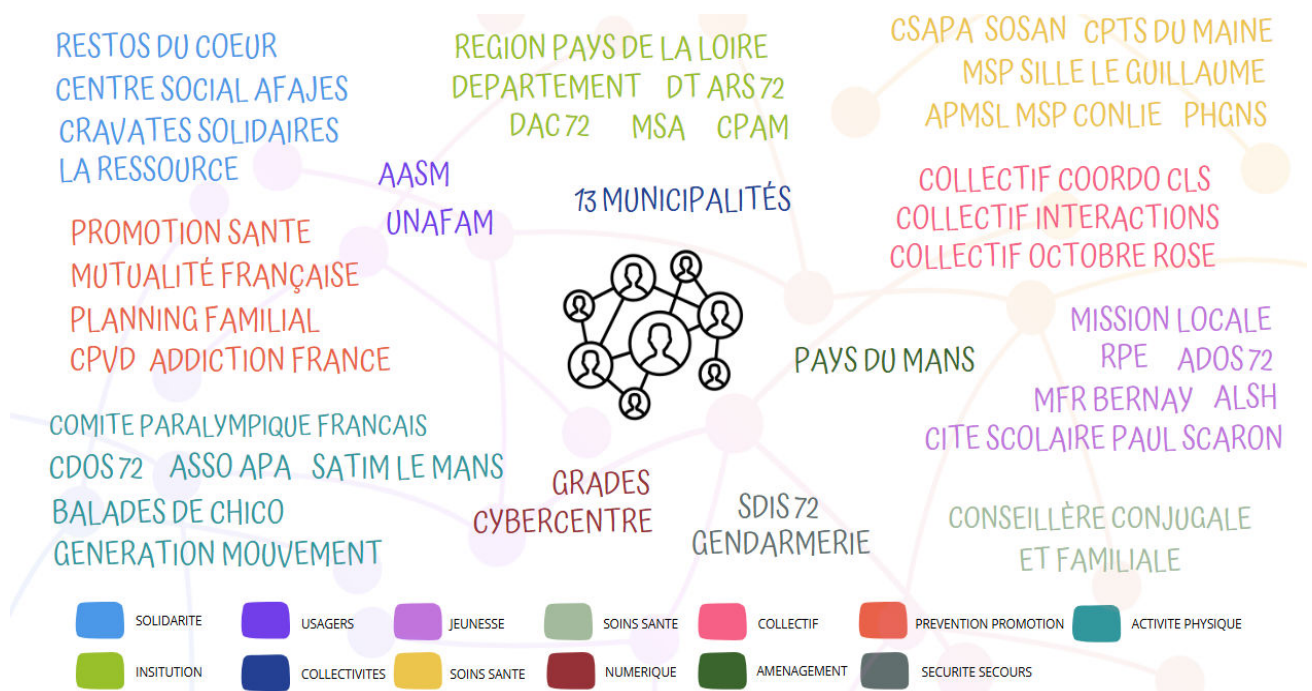 RESTOS DU COEUR
CENTRE SOCIAL AFAJES
CRAVATES SOLIDAIRES
LA RESSOURCE
REGION PAYS DE LA LOIRE
DEPARTEMENT DT ARS 72
DAC 72 MSA CPAM
CSAPA SOSAN CPTS DU MAINE
MSP SILLE LE GUILLAUME
APMSL MSP CONLIE PHGNS
AASM
UNAFAM
13 MUNICIPALITÉS
COLLECTIF COORDO CLS
COLLECTIF INTERACTIONS
COLLECTIF OCTOBRE ROSE
PROMOTION SANTE
MUTUALITÉ FRANÇAISE
PLANNING FAMILIAL
CPVD ADDICTION FRANCE
PAYS DU MANS
MISSION LOCALE
RPE ADOS 72
MFR BERNAY ALSH
CITE SCOLAIRE PAUL SCARON
COMITE PARALYMPIQUE FRANCAIS
CDOS 72 ASSO APA SATIM LE MANS
BALADES DE CHICO
GENERATION MOUVEMENT
GRADES
CYBERCENTRE
SDIS 72
GENDARMERIE
CONSEILLÈRE CONJUGALE
ET FAMILIALE
SOLIDARITE USAGERS JEUNESSE SOINS SANTE COLLECTIF PREVENTION PROMOTION ACTIVITE PHYSIQUE
INSITUTION COLLECTIVITES SOINS SANTE NUMERIQUE AMENAGEMENT SECURITE SECOURS